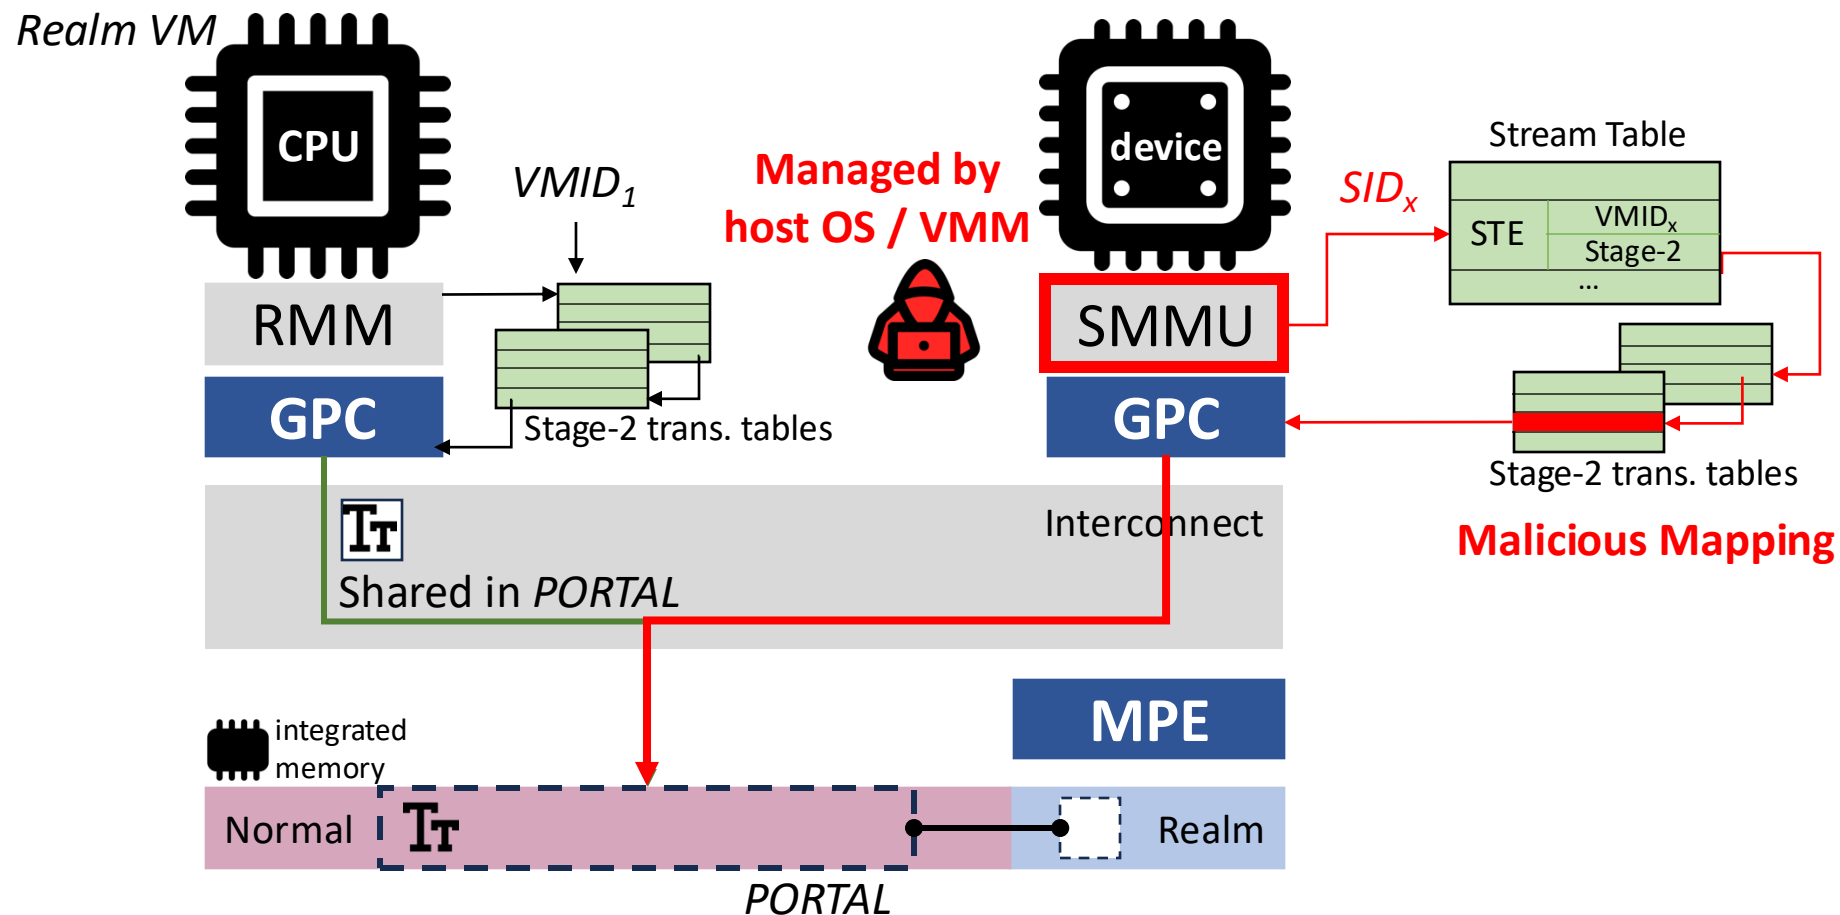 Realm VM
CPU
VMID1
RMM
GPC
Stage-2 trans. tables
Managed by
host OS / VMM
device
SMMU
GPC
SIDx
Stream Table
STE
VMIDx
Stage-2
...
Stage-2 trans. tables
Malicious Mapping
Interconnect
TT
Shared in PORTAL
MPE
integrated
memory
Normal
TT
Realm
PORTAL